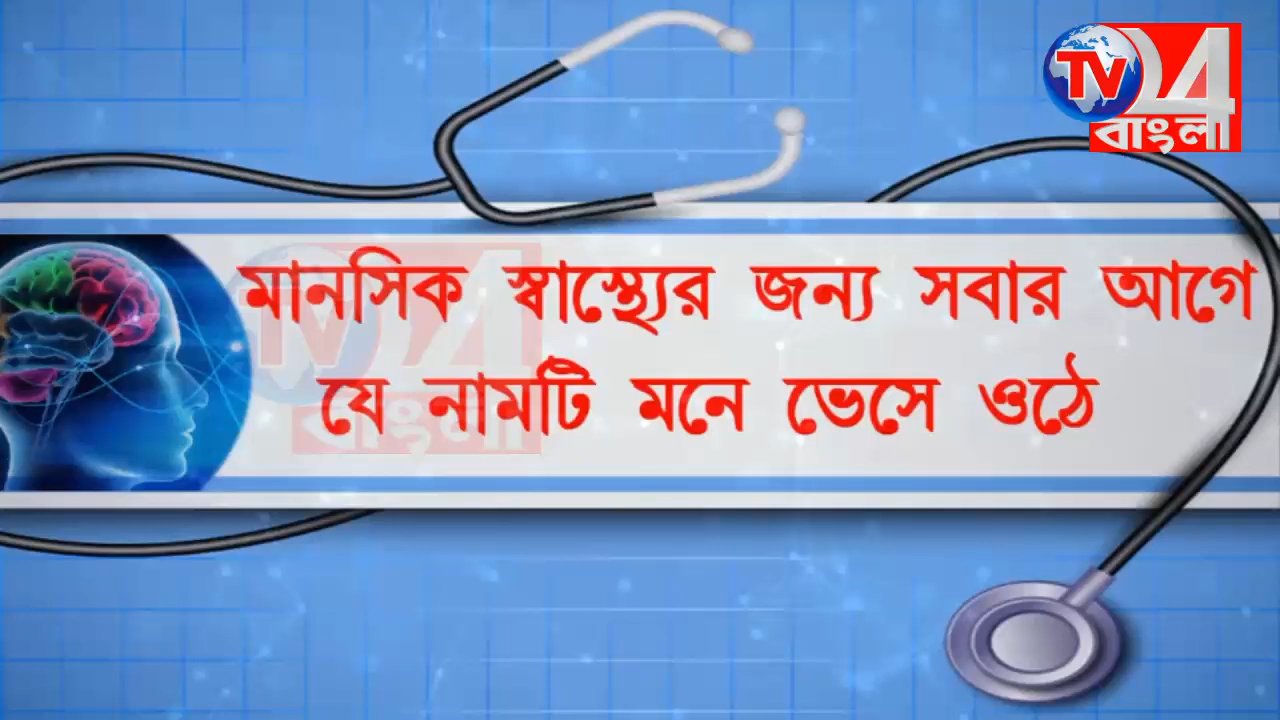 TV 24
বাংলা
মানসিক স্বাস্থ্যের জন্য সবার আগে
যে নামটি মনে ভেসে ওঠে